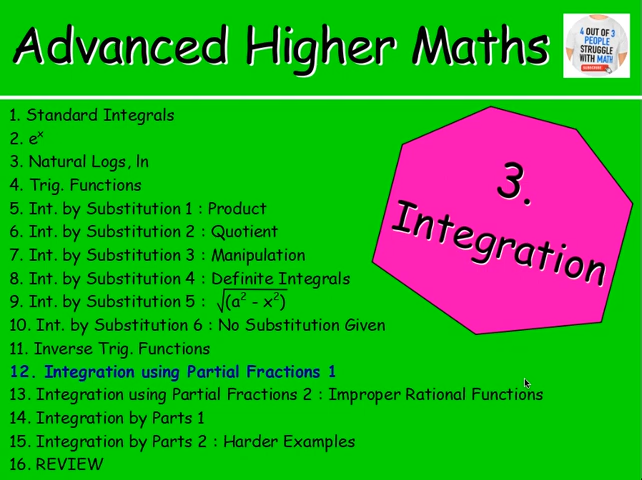 Advanced Higher Maths
4 OUT OF 3
PEOPLE
STRUGGLE
WITH MATH
1. Standard Integrals
2. eˣ
3. Natural Logs, ln
4. Trig. Functions
5. Int. by Substitution 1 : Product
6. Int. by Substitution 2 : Quotient
7. Int. by Substitution 3 : Manipulation
8. Int. by Substitution 4 : Definite Integrals
9. Int. by Substitution 5 : √(a² - x²)
10. Int. by Substitution 6 : No Substitution Given
11. Inverse Trig. Functions
12. Integration using Partial Fractions 1
13. Integration using Partial Fractions 2 : Improper Rational Functions
14. Integration by Parts 1
15. Integration by Parts 2 : Harder Examples
16. REVIEW
3.
Integration